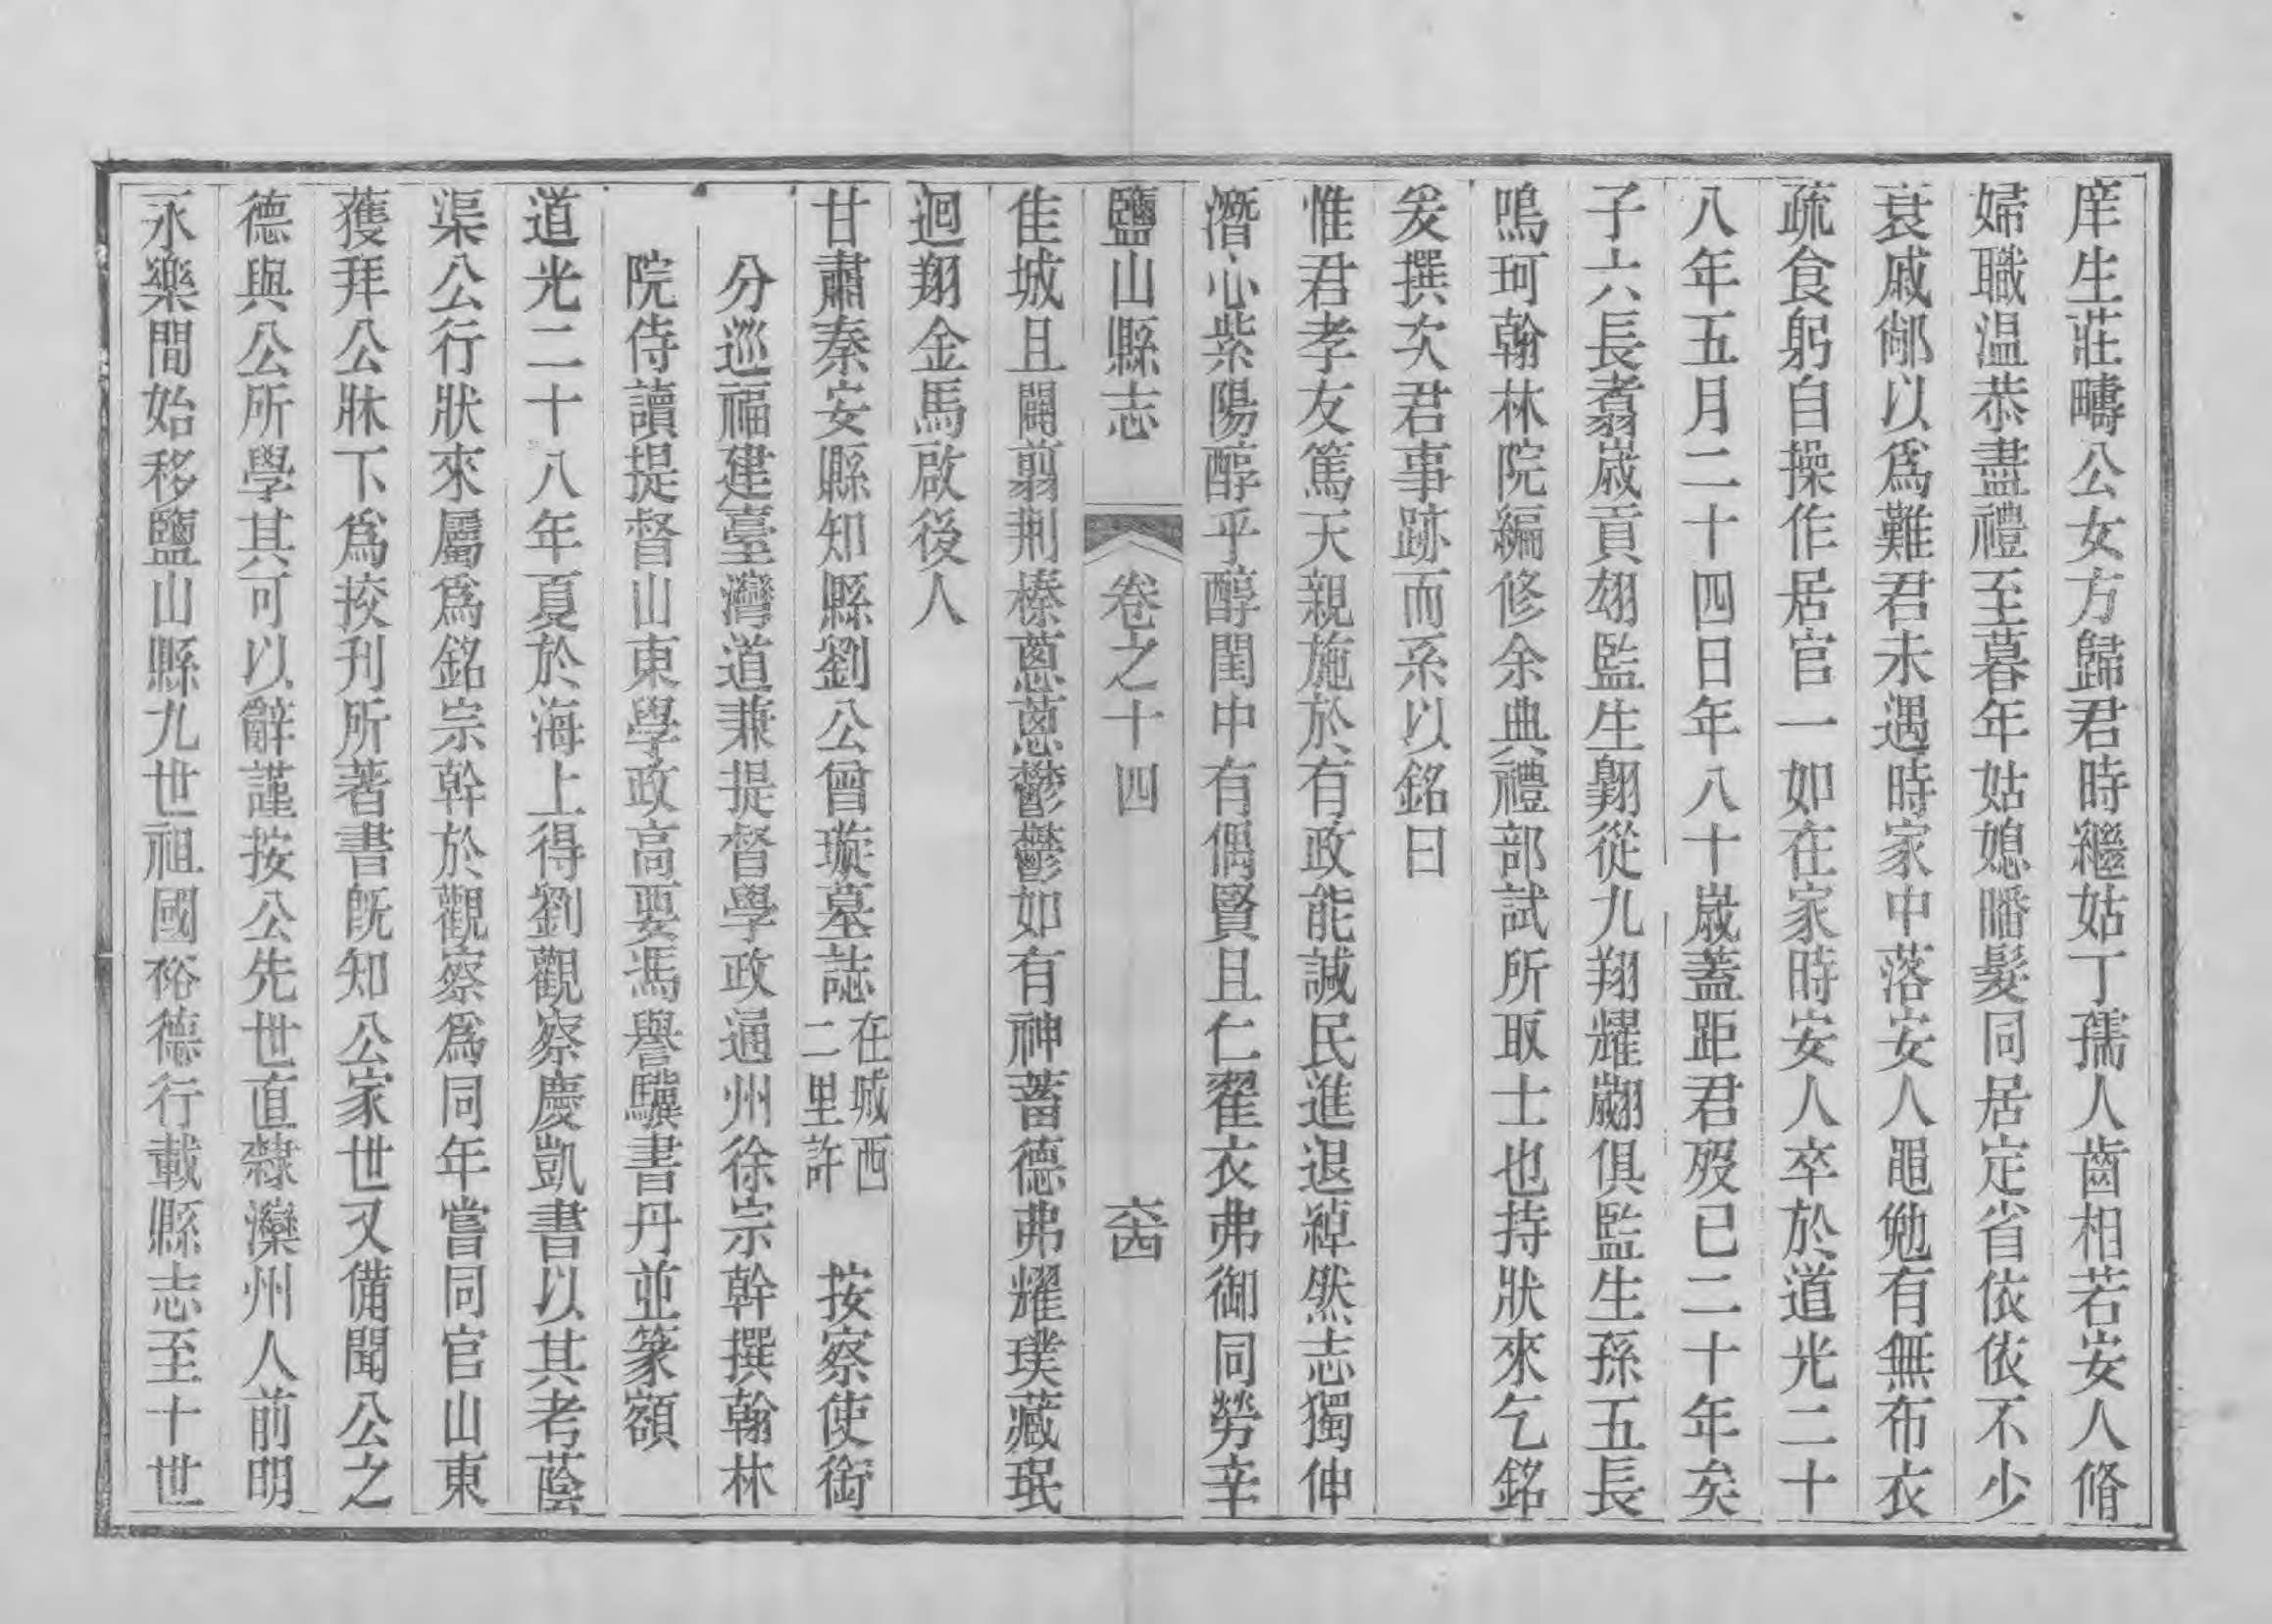 庠生莊疇公女方歸君時繼姑丁孺人齒相若安人脩
婦職温恭盡禮至暮年姑媳皤髮同居定省依依不少
衰戚鄰以爲難君未遇時家中落安人黽勉有無布衣
疏食躬自操作居官一如在家時安人卒於道光二十
八年五月二十四日年八十歲蓋距君歿已二十年矣
子六長翥歲貢翃監生翺從九翔耀翽俱監生孫五長
鳴珂翰林院編修余典禮部試所取士也持狀來乞銘
爰撰次君事跡而系以銘曰
惟君孝友篤天親施於有政能諴民進退綽然志獨伸
潛心紫陽醇乎醇閨中有偶賢且仁翟衣弗御同勞辛
鹽山縣志 卷之十四 六十四
佳城且闢翦荆榛蔥蔥鬱鬱如有神蓄德弗耀璞藏珉
迴翔金馬啟後人
甘肅秦安縣知縣劉公曾璇墓誌 在城西二里許 按察使銜
分巡福建臺灣道兼提督學政通州徐宗幹撰翰林
院侍讀提督山東學政高要馮譽驥書丹並篆額
道光二十八年夏於海上得劉觀察慶凱書以其考蔭
渠公行狀來屬爲銘宗幹於觀察爲同年嘗同官山東
獲拜公牀下爲挍刊所著書旣知公家世又備聞公之
德與公所學其可以辭謹按公先世直隸灤州人前明
永樂間始移鹽山縣九世祖國裕德行載縣志至十世